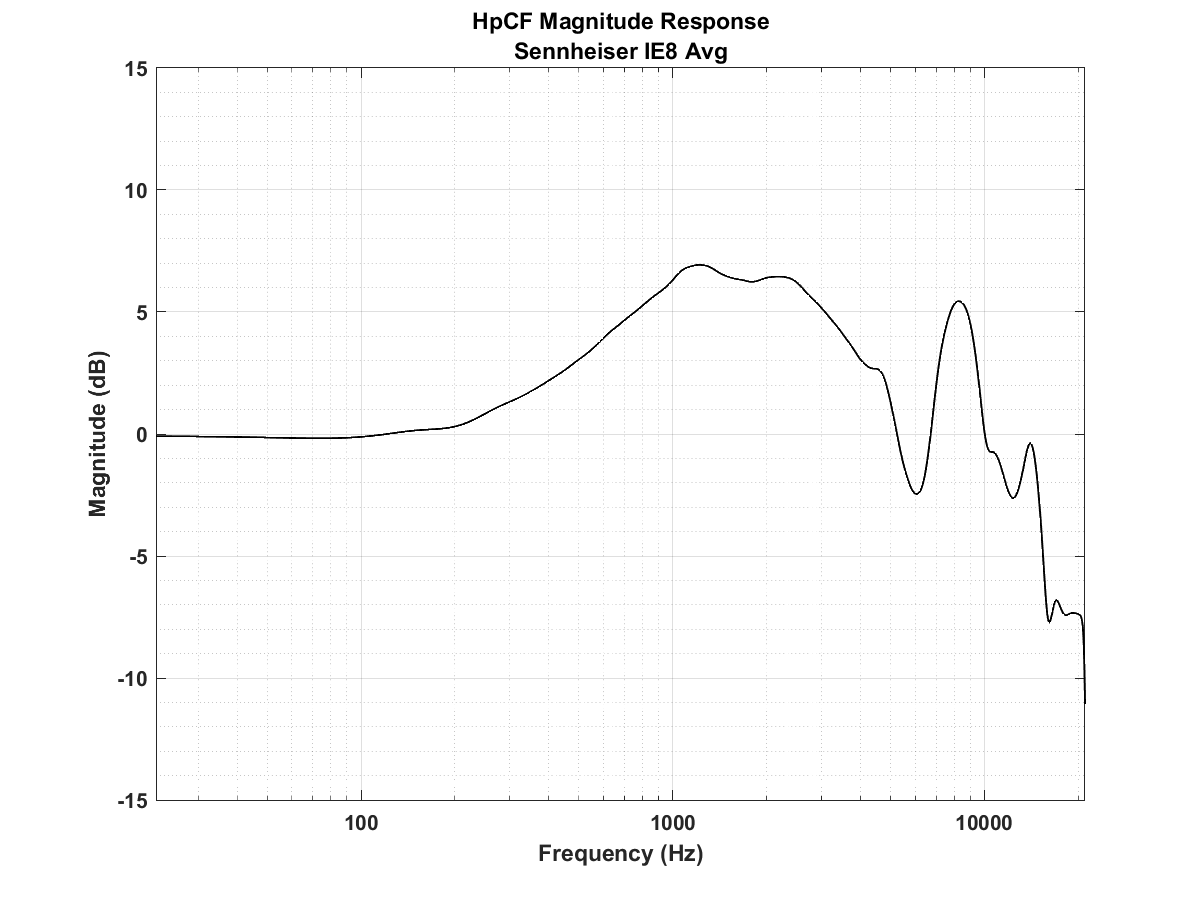 HpCF Magnitude Response
Sennheiser IE8 Avg
15
10
5
0
-5
-10
-15
Magnitude (dB)
100 1000 10000
Frequency (Hz)